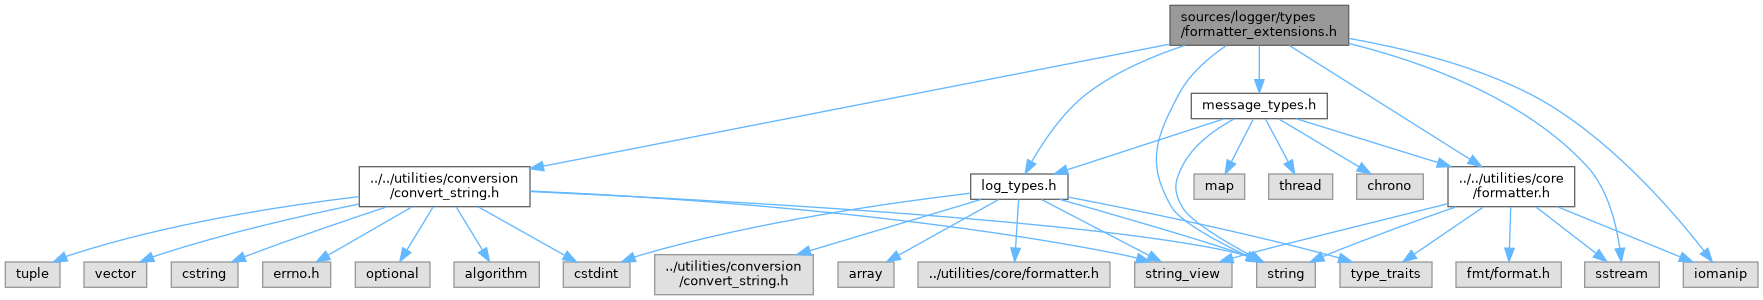 sources/logger/types
/formatter_extensions.h
message_types.h
../../utilities/conversion
/convert_string.h
log_types.h
map
thread
chrono
../../utilities/core
/formatter.h
tuple
vector
cstring
errno.h
optional
algorithm
cstdint
../utilities/conversion
/convert_string.h
array
../utilities/core/formatter.h
string_view
string
type_traits
fmt/format.h
sstream
iomanip